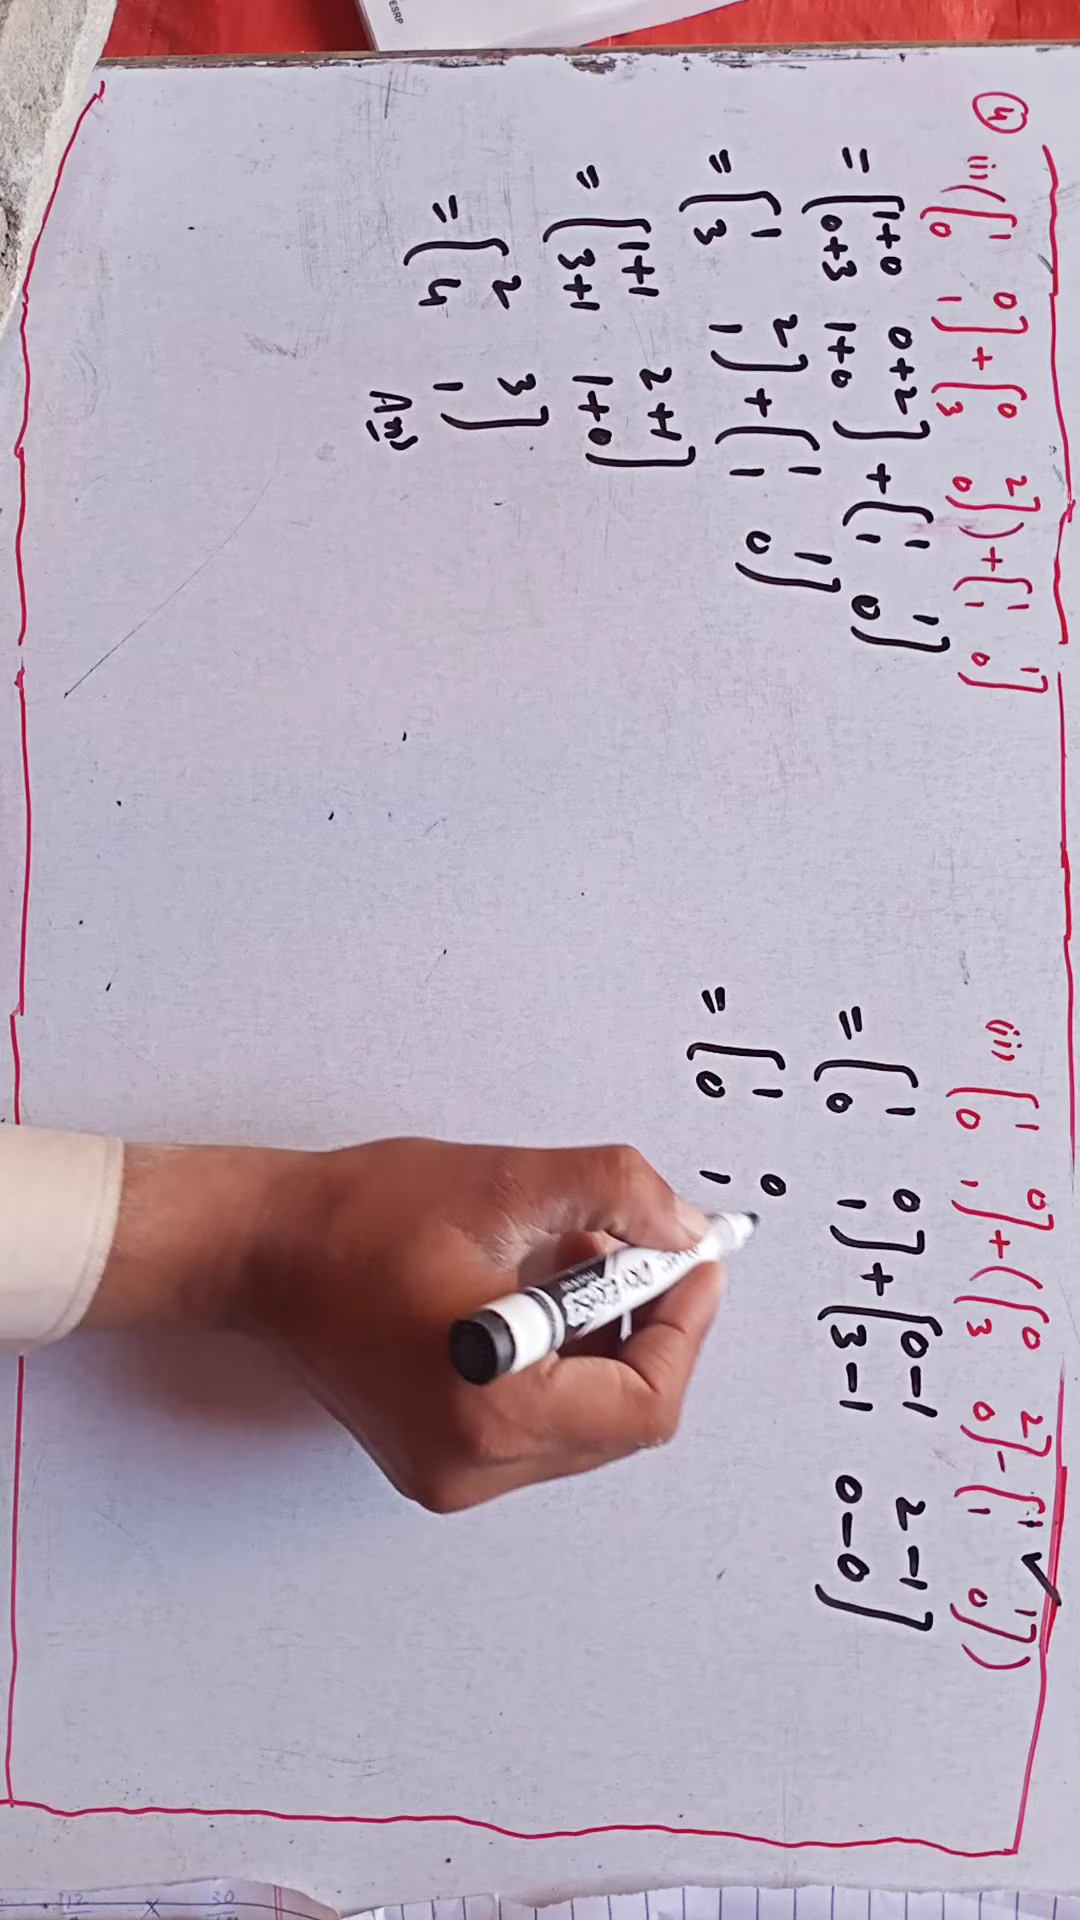 ④
(ii) ([1 0; 0 1] + [0 2; 3 0]) + [1 1; 1 0]
= [1+0 0+2; 0+3 1+0] + [1 1; 1 0]
= [1 2; 3 1] + [1 1; 1 0]
= [1+1 2+1; 3+1 1+0]
= [2 3; 4 1]
Ans
(iii) [1 0; 0 1] + ([0 2; 3 0] - [1 1; 1 0])
= [1 0; 0 1] + [0-1 2-1; 3-1 0-0]
= [1 0; 0 1
ESRP